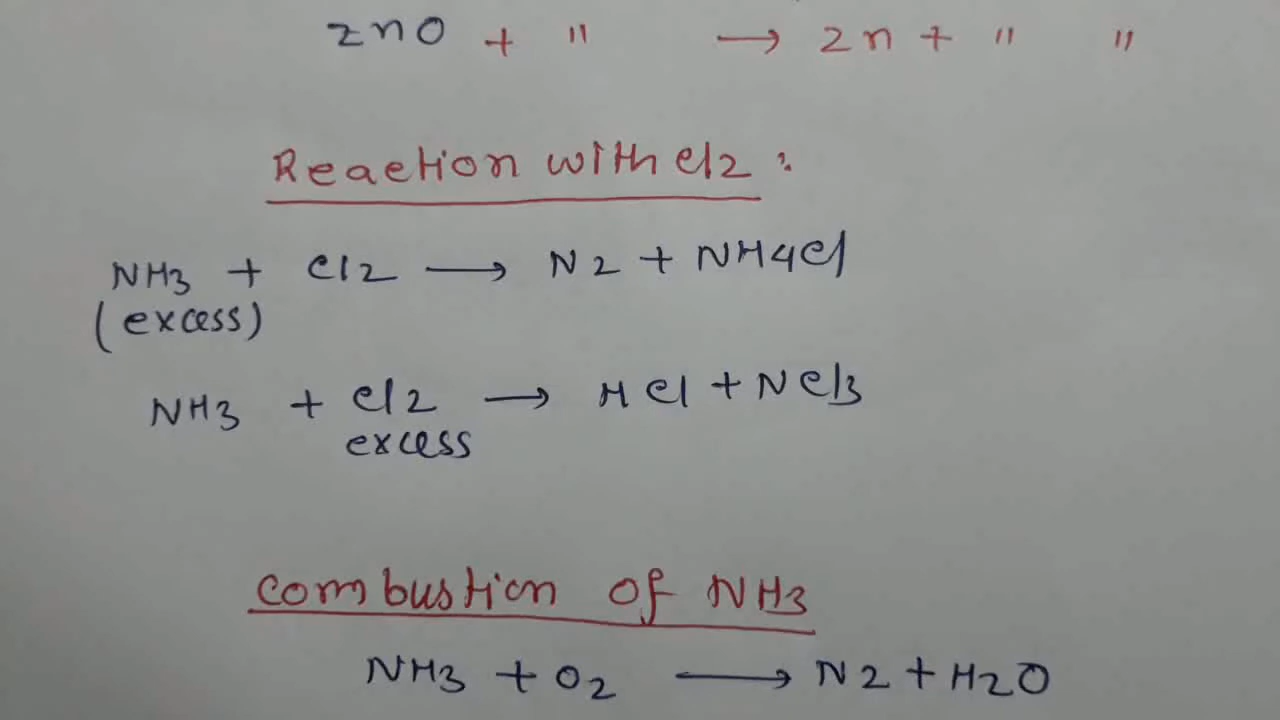 ZnO + " → Zn + " "
Reaction with Cl2 :
NH3 + Cl2 → N2 + NH4Cl
(excess)
NH3 + Cl2 → HCl + NCl3
excess
combustion of NH3
NH3 + O2 → N2 + H2O